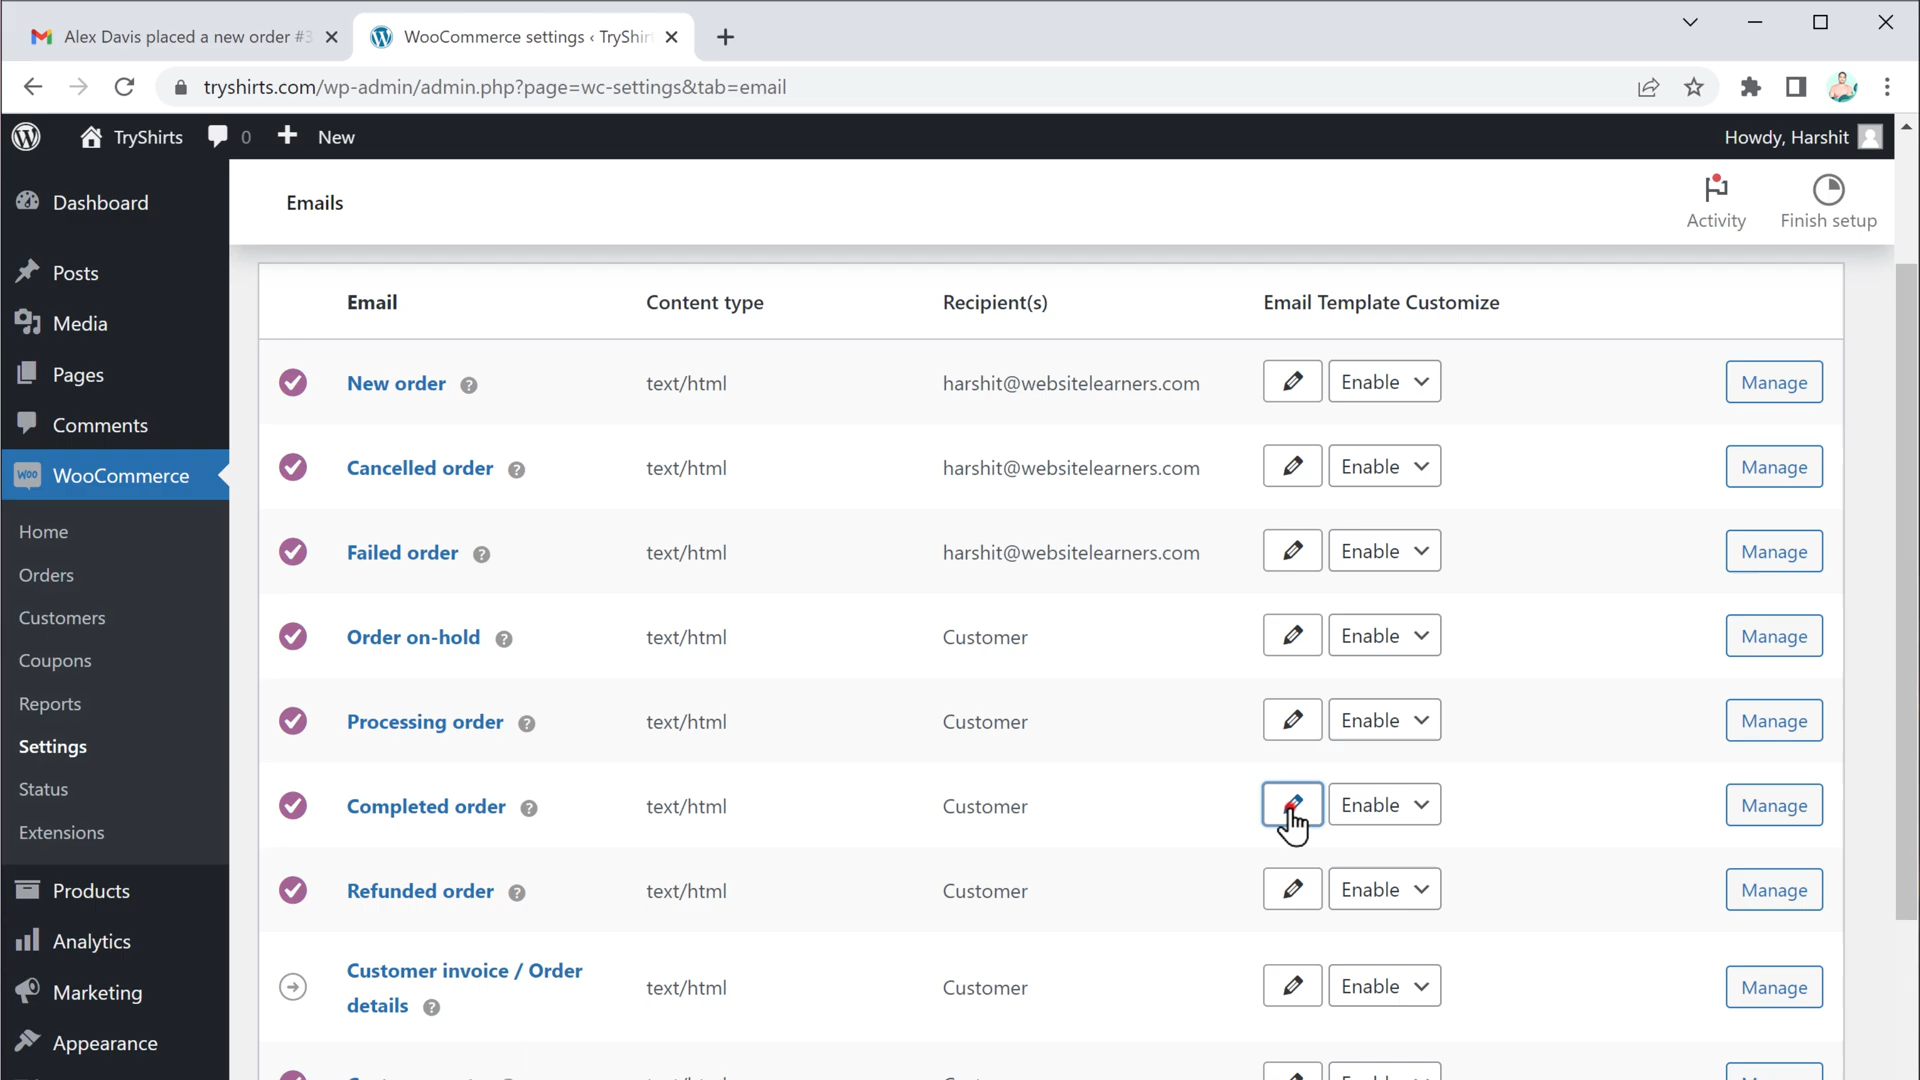 Alex Davis placed a new order #3
WooCommerce settings ‹ TryShirt
tryshirts.com/wp-admin/admin.php?page=wc-settings&tab=email
TryShirts 0 New Howdy, Harshit
Dashboard
Posts
Media
Pages
Comments
WooCommerce
Home
Orders
Customers
Coupons
Reports
Settings
Status
Extensions
Products
Analytics
Marketing
Appearance
Emails
Activity
Finish setup
Email Content type Recipient(s) Email Template Customize
New order text/html harshit@websitelearners.com Enable Manage
Cancelled order text/html harshit@websitelearners.com Enable Manage
Failed order text/html harshit@websitelearners.com Enable Manage
Order on-hold text/html Customer Enable Manage
Processing order text/html Customer Enable Manage
Completed order text/html Customer Enable Manage
Refunded order text/html Customer Enable Manage
Customer invoice / Order
details text/html Customer Enable Manage